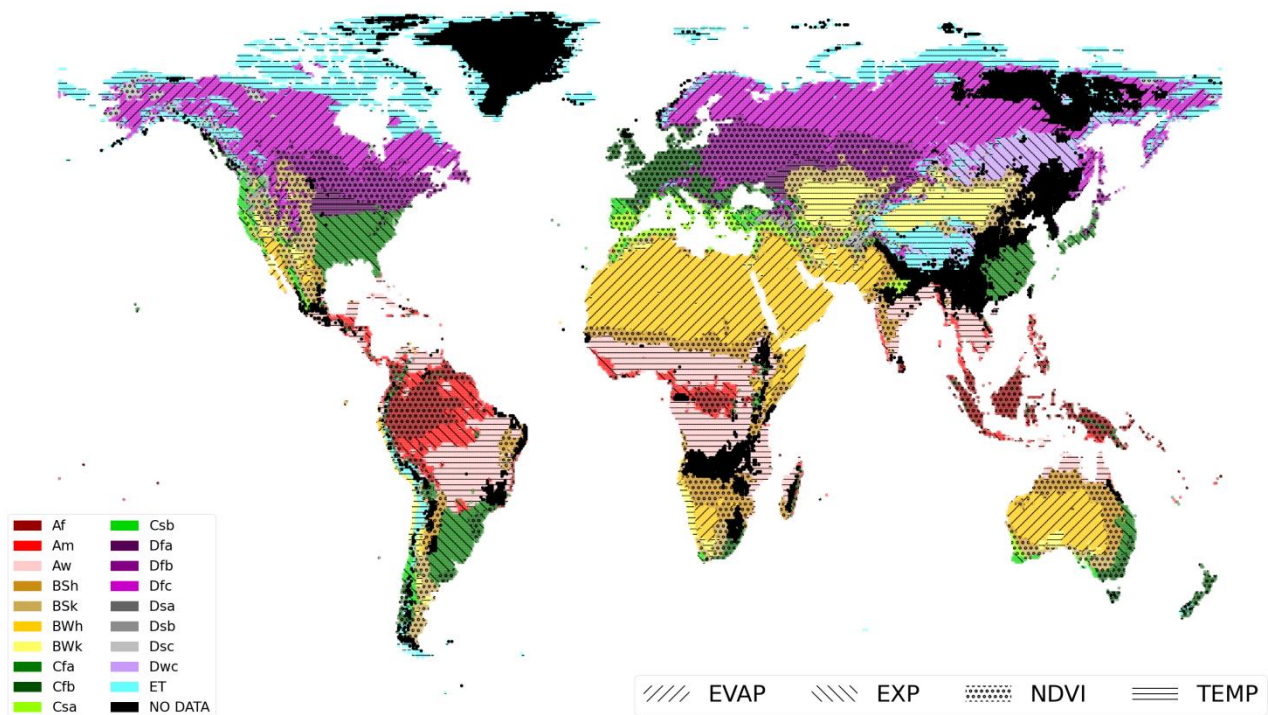 Af
Am
Aw
BSh
BSk
BWh
BWk
Cfa
Cfb
Csa
Csb
Dfa
Dfb
Dfc
Dsa
Dsb
Dsc
Dwc
ET
NO DATA
EVAP EXP NDVI TEMP